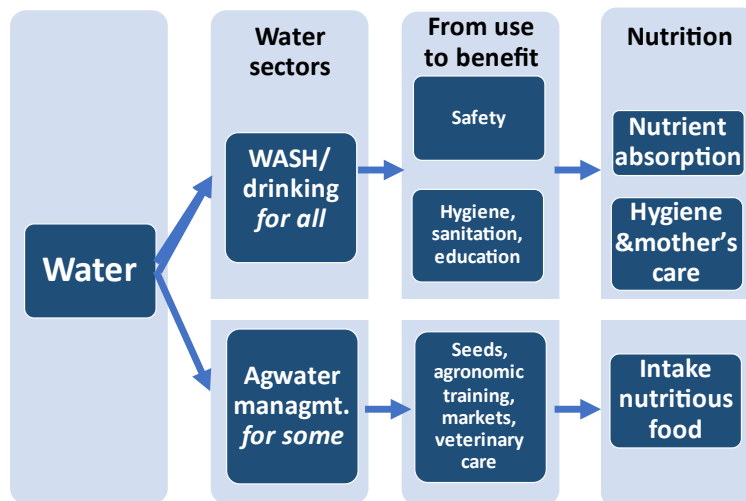 Water
sectors
From use
to benefit
Nutrition
Water
WASH/
drinking
for all
Safety
Hygiene,
sanitation,
education
Nutrient
absorption
Hygiene
&mother's
care
Agwater
managmt.
for some
Seeds,
agronomic
training,
markets,
veterinary
care
Intake
nutritious
food